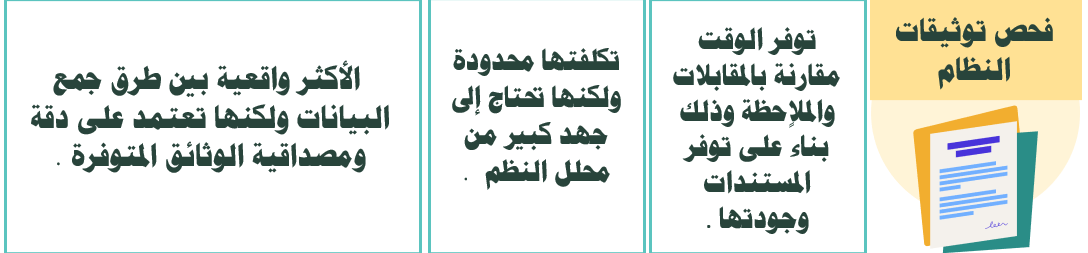 فحص توثيقات
النظام
توفر الوقت
مقارنة بالمقابلات
والملاحظة وذلك
بناء على توفر
المستندات
وجودتها .
تكلفتها محدودة
ولكنها تحتاج إلى
جهد كبير من
محلل النظم .
الأكثر واقعية بين طرق جمع
البيانات ولكنها تعتمد على دقة
ومصداقية الوثائق المتوفرة .